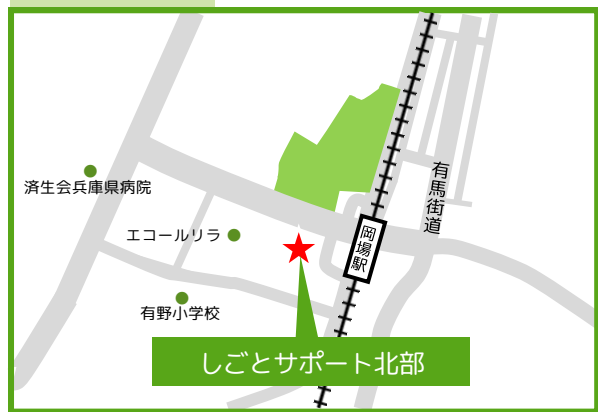 有馬街道
済生会兵庫県病院
エコールリラ
岡場駅
有野小学校
しごとサポート北部